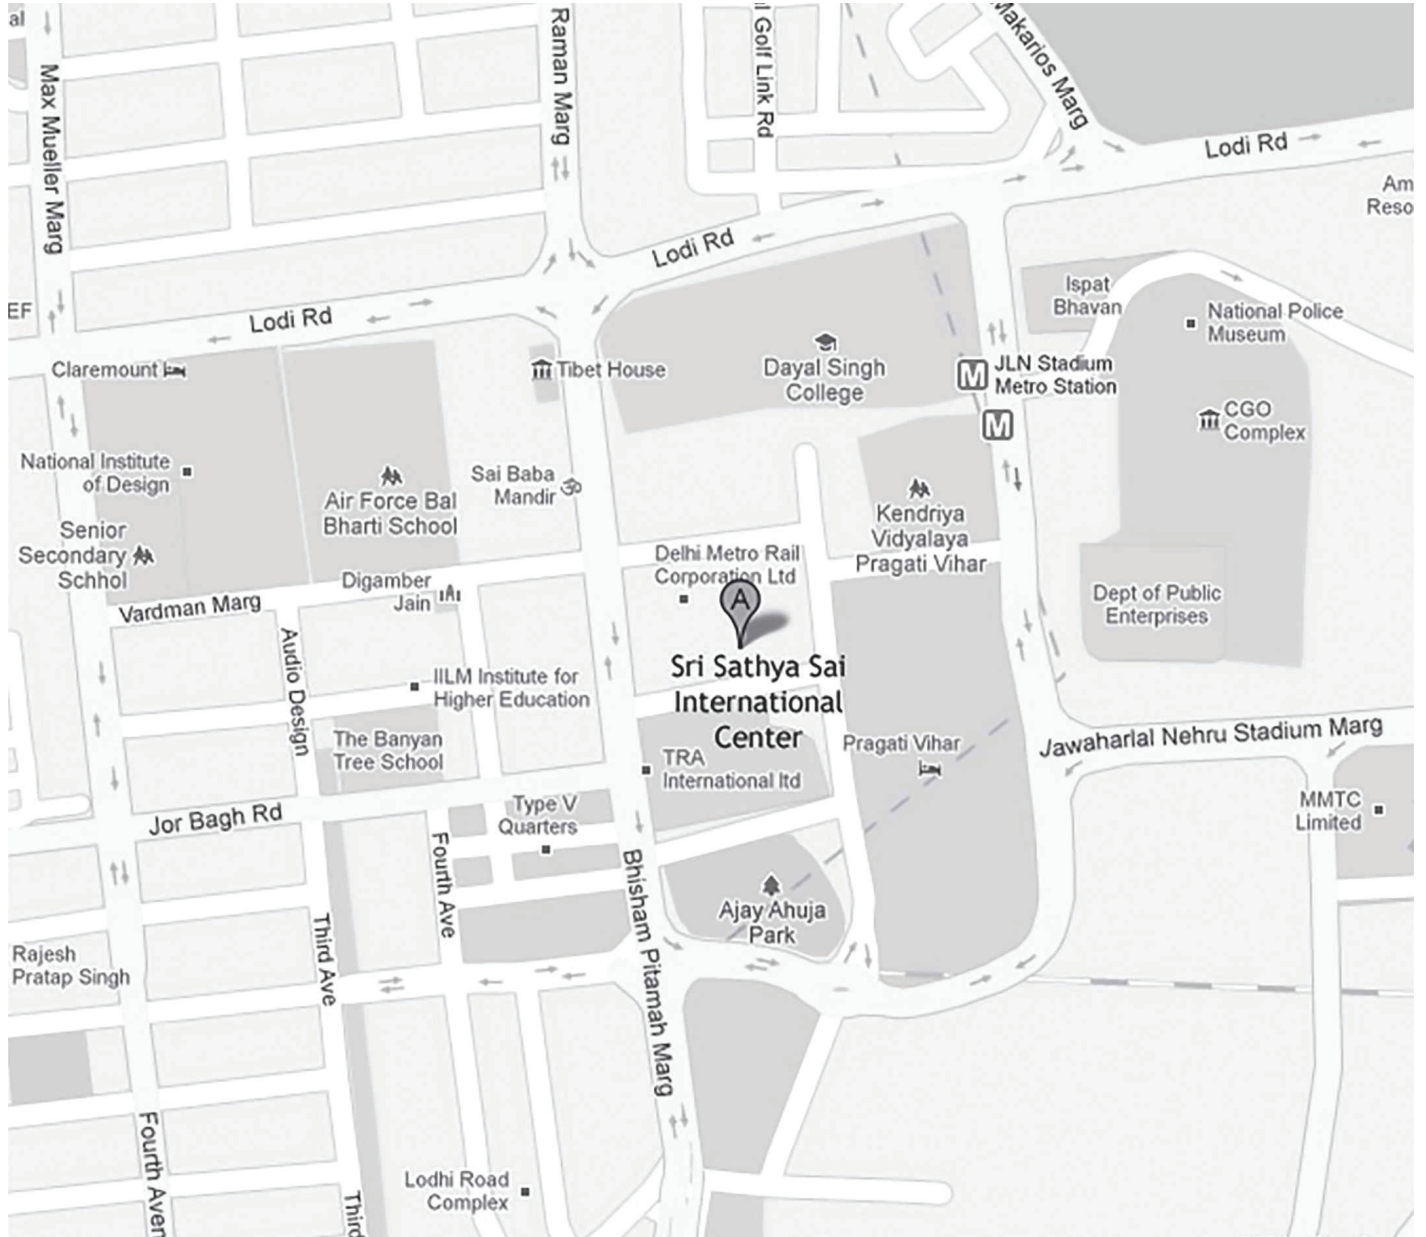 al
Max Mueller Marg
Raman Marg
Golf Link Rd
Makarios Marg
Lodi Rd
Am
Reso
Lodi Rd
EF
Lodi Rd
Ispat
Bhavan
National Police
Museum
Claremount
Tibet House
Dayal Singh
College
M
JLN Stadium
Metro Station
M
CGO
Complex
National Institute
of Design
Air Force Bal
Bharti School
Sai Baba
Mandir
ॐ
Kendriya
Vidyalaya
Pragati Vihar
Senior
Secondary
Schhol
Delhi Metro Rail
Corporation Ltd
Digamber
Jain
A
Dept of Public
Enterprises
Vardman Marg
Audio Design
Sri Sathya Sai
International
Center
IILM Institute for
Higher Education
The Banyan
Tree School
TRA
International ltd
Pragati Vihar
Jawaharlal Nehru Stadium Marg
Jor Bagh Rd
Type V
Quarters
MMTC
Limited
Fourth Ave
Bhisham Pitamah Marg
Ajay Ahuja
Park
Third Ave
Rajesh
Pratap Singh
Fourth Aven
Lodhi Road
Complex
Third